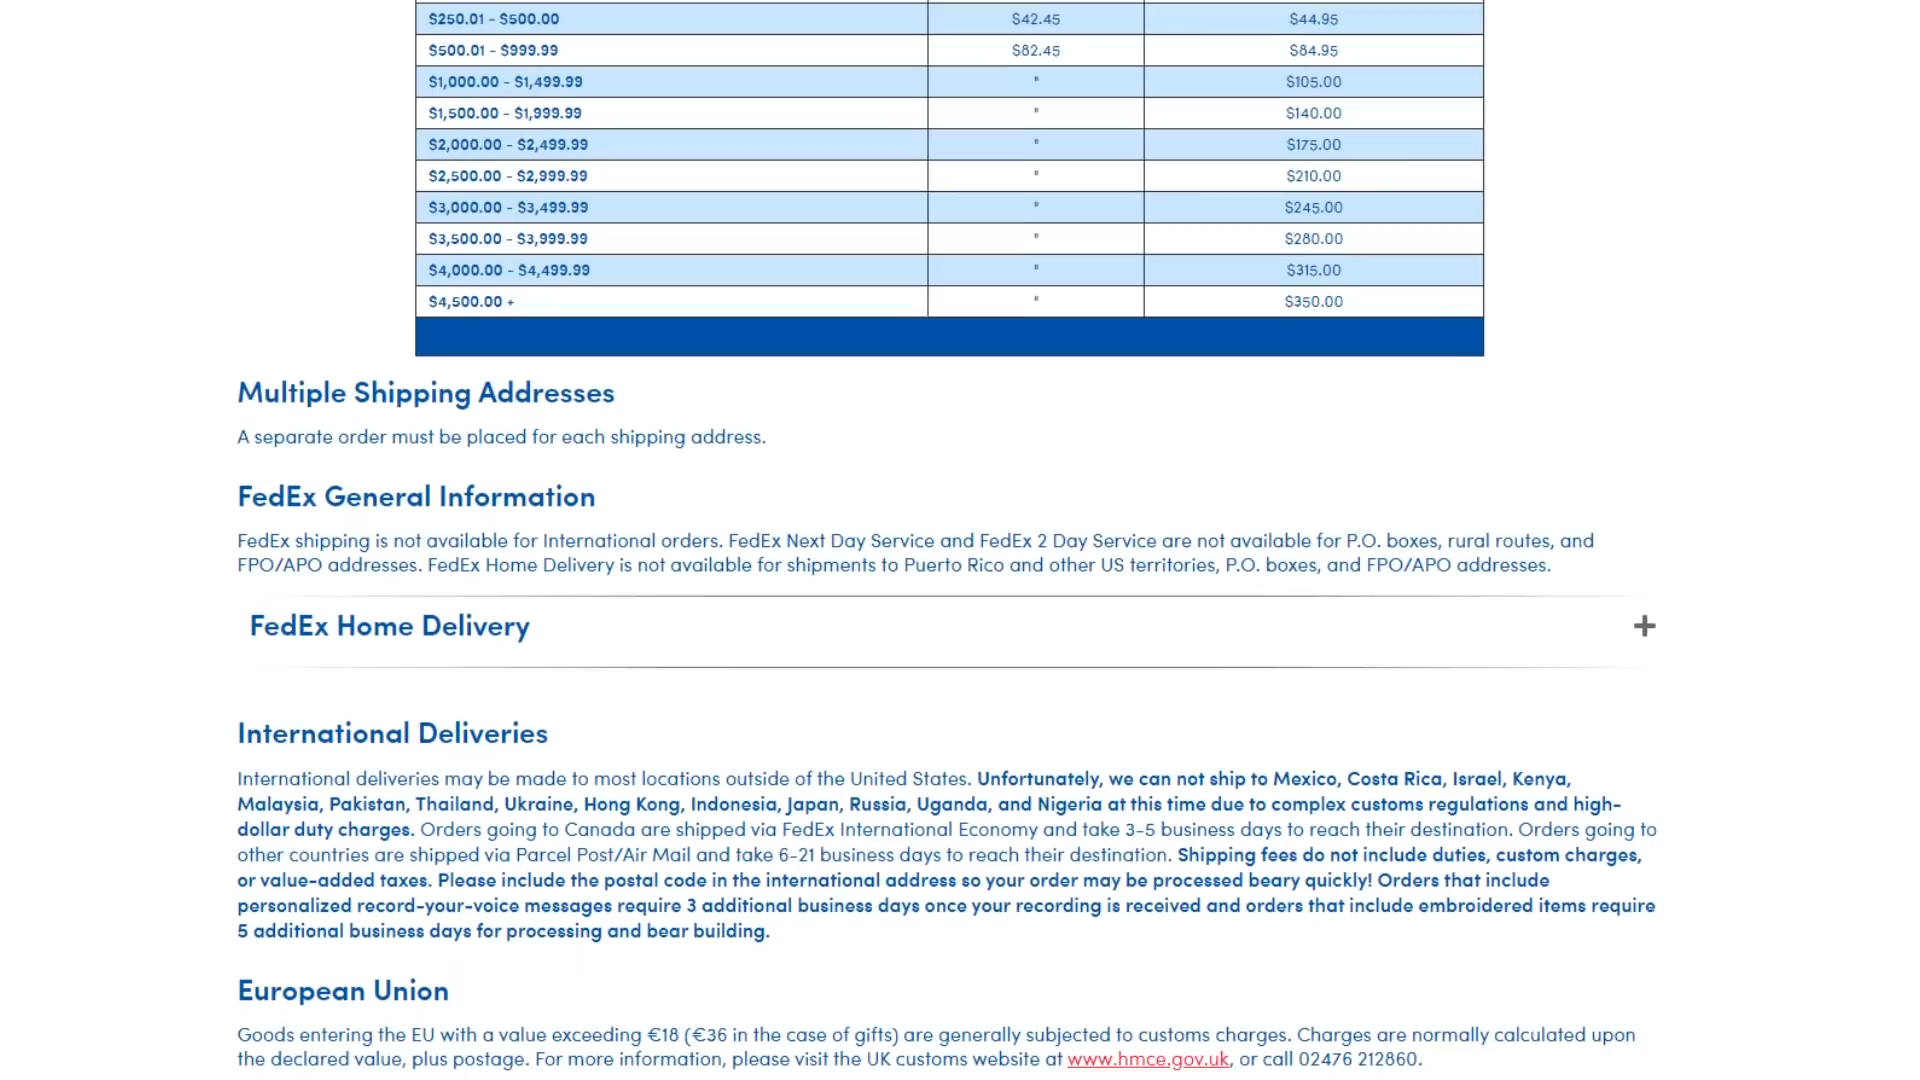 $250.01 - $500.00 $42.45 $44.95
$500.01 - $999.99 $82.45 $84.95
$1,000.00 - $1,499.99 $105.00
$1,500.00 - $1,999.99 $140.00
$2,000.00 - $2,499.99 $175.00
$2,500.00 - $2,999.99 $210.00
$3,000.00 - $3,499.99 $245.00
$3,500.00 - $3,999.99 $280.00
$4,000.00 - $4,499.99 $315.00
$4,500.00 + $350.00
Multiple Shipping Addresses
A separate order must be placed for each shipping address.
FedEx General Information
FedEx shipping is not available for International orders. FedEx Next Day Service and FedEx 2 Day Service are not available for P.O. boxes, rural routes, and
FPO/APO addresses. FedEx Home Delivery is not available for shipments to Puerto Rico and other US territories, P.O. boxes, and FPO/APO addresses.
FedEx Home Delivery +
International Deliveries
International deliveries may be made to most locations outside of the United States. Unfortunately, we can not ship to Mexico, Costa Rica, Israel, Kenya,
Malaysia, Pakistan, Thailand, Ukraine, Hong Kong, Indonesia, Japan, Russia, Uganda, and Nigeria at this time due to complex customs regulations and high-
dollar duty charges. Orders going to Canada are shipped via FedEx International Economy and take 3-5 business days to reach their destination. Orders going to
other countries are shipped via Parcel Post/Air Mail and take 6-21 business days to reach their destination. Shipping fees do not include duties, custom charges,
or value-added taxes. Please include the postal code in the international address so your order may be processed beary quickly! Orders that include
personalized record-your-voice messages require 3 additional business days once your recording is received and orders that include embroidered items require
5 additional business days for processing and bear building.
European Union
Goods entering the EU with a value exceeding €18 (€36 in the case of gifts) are generally subjected to customs charges. Charges are normally calculated upon
the declared value, plus postage. For more information, please visit the UK customs website at www.hmce.gov.uk, or call 02476 212860.